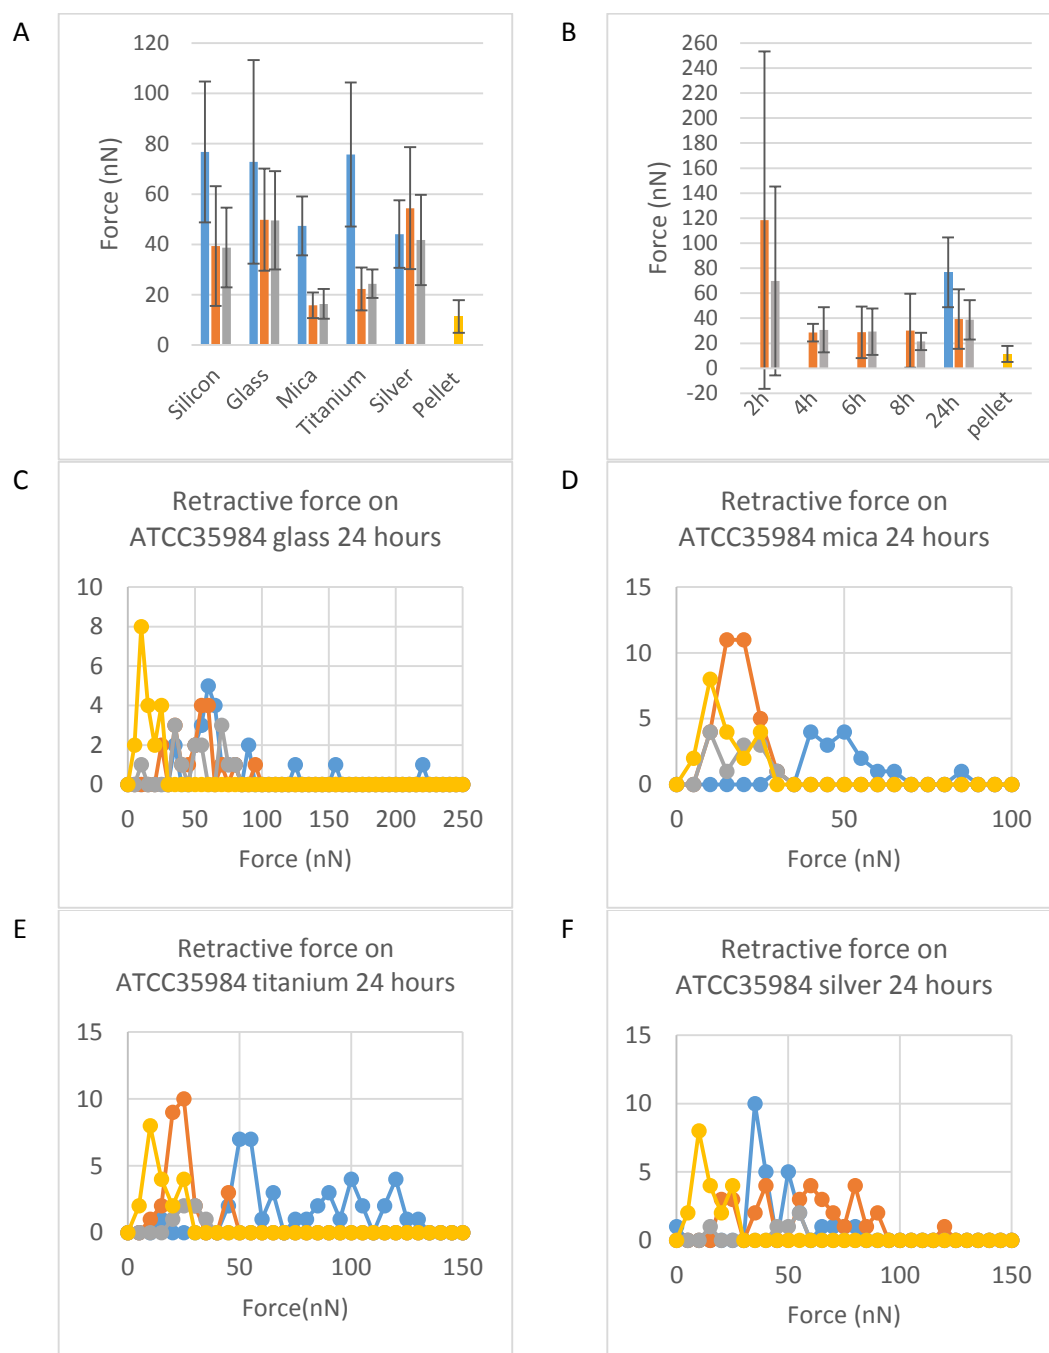 A
120
100
80
60
40
20
0
Force (nN)
Silicon
Glass
Mica
Titanium
Silver
Pellet
B
260
240
220
200
180
160
140
120
100
80
60
40
20
0
-20
Force (nN)
2h
4h
6h
8h
24h
pellet
C
Retractive force on
ATCC35984 glass 24 hours
10
8
6
4
2
0
0 50 100 150 200 250
Force (nN)
D
Retractive force on
ATCC35984 mica 24 hours
15
10
5
0
0 50 100
Force (nN)
E
Retractive force on
ATCC35984 titanium 24 hours
15
10
5
0
0 50 100 150
Force(nN)
F
Retractive force on
ATCC35984 silver 24 hours
15
10
5
0
0 50 100 150
Force (nN)